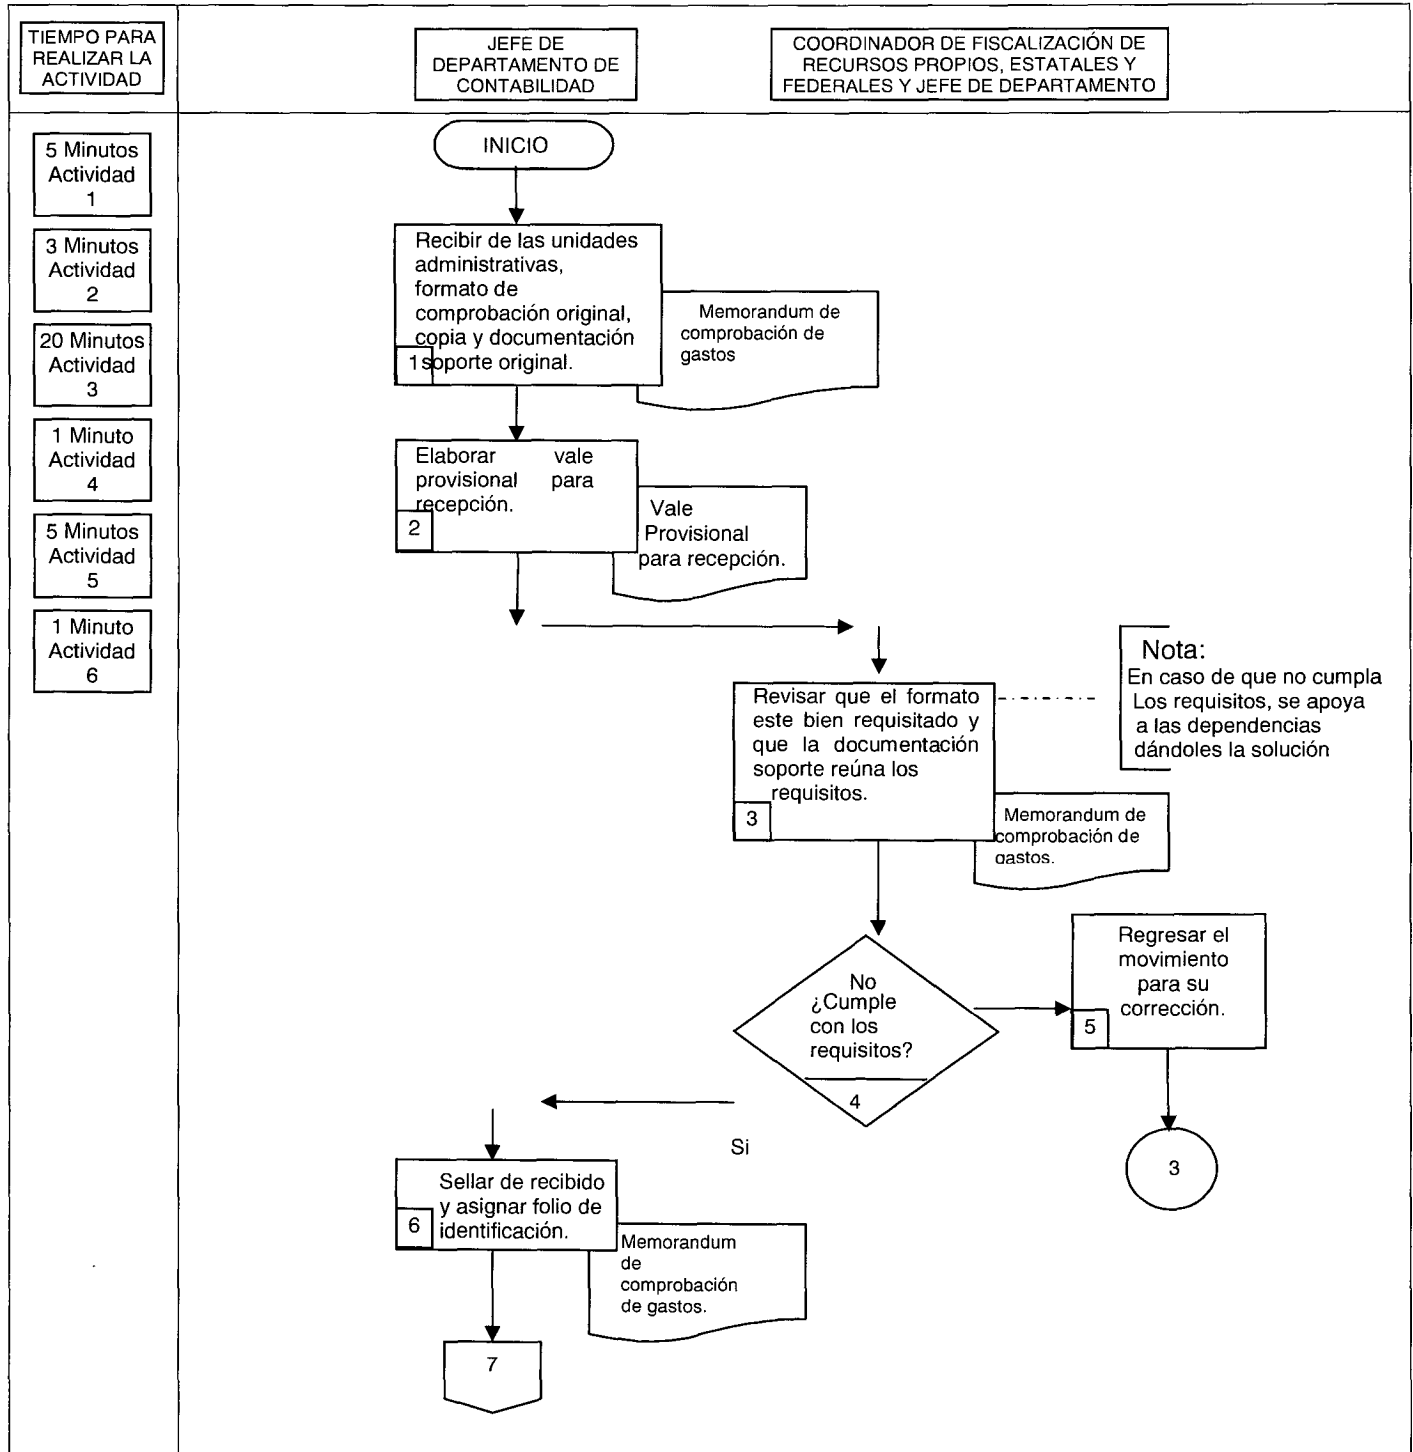 TIEMPO PARA
REALIZAR LA
ACTIVIDAD
JEFE DE
DEPARTAMENTO DE
CONTABILIDAD
COORDINADOR DE FISCALIZACIÓN DE
RECURSOS PROPIOS, ESTATALES Y
FEDERALES Y JEFE DE DEPARTAMENTO
5 Minutos
Actividad
1
3 Minutos
Actividad
2
20 Minutos
Actividad
3
1 Minuto
Actividad
4
5 Minutos
Actividad
5
1 Minuto
Actividad
6
INICIO
Recibir de las unidades
administrativas,
formato de
comprobación original,
copia y documentación
soporte original.
1
Memorandum de
comprobación de
gastos
Elaborar vale
provisional para
recepción.
2
Vale
Provisional
para recepción.
Revisar que el formato
este bien requisitado y
que la documentación
soporte reúna los
requisitos.
3
Nota:
En caso de que no cumpla
Los requisitos, se apoya
a las dependencias
dándoles la solución
Memorandum de
comprobación de
gastos.
No
¿Cumple
con los
requisitos?
4
Regresar el
movimiento
para su
corrección.
5
3
Si
Sellar de recibido
y asignar folio de
identificación.
6
Memorandum
de
comprobación
de gastos.
7